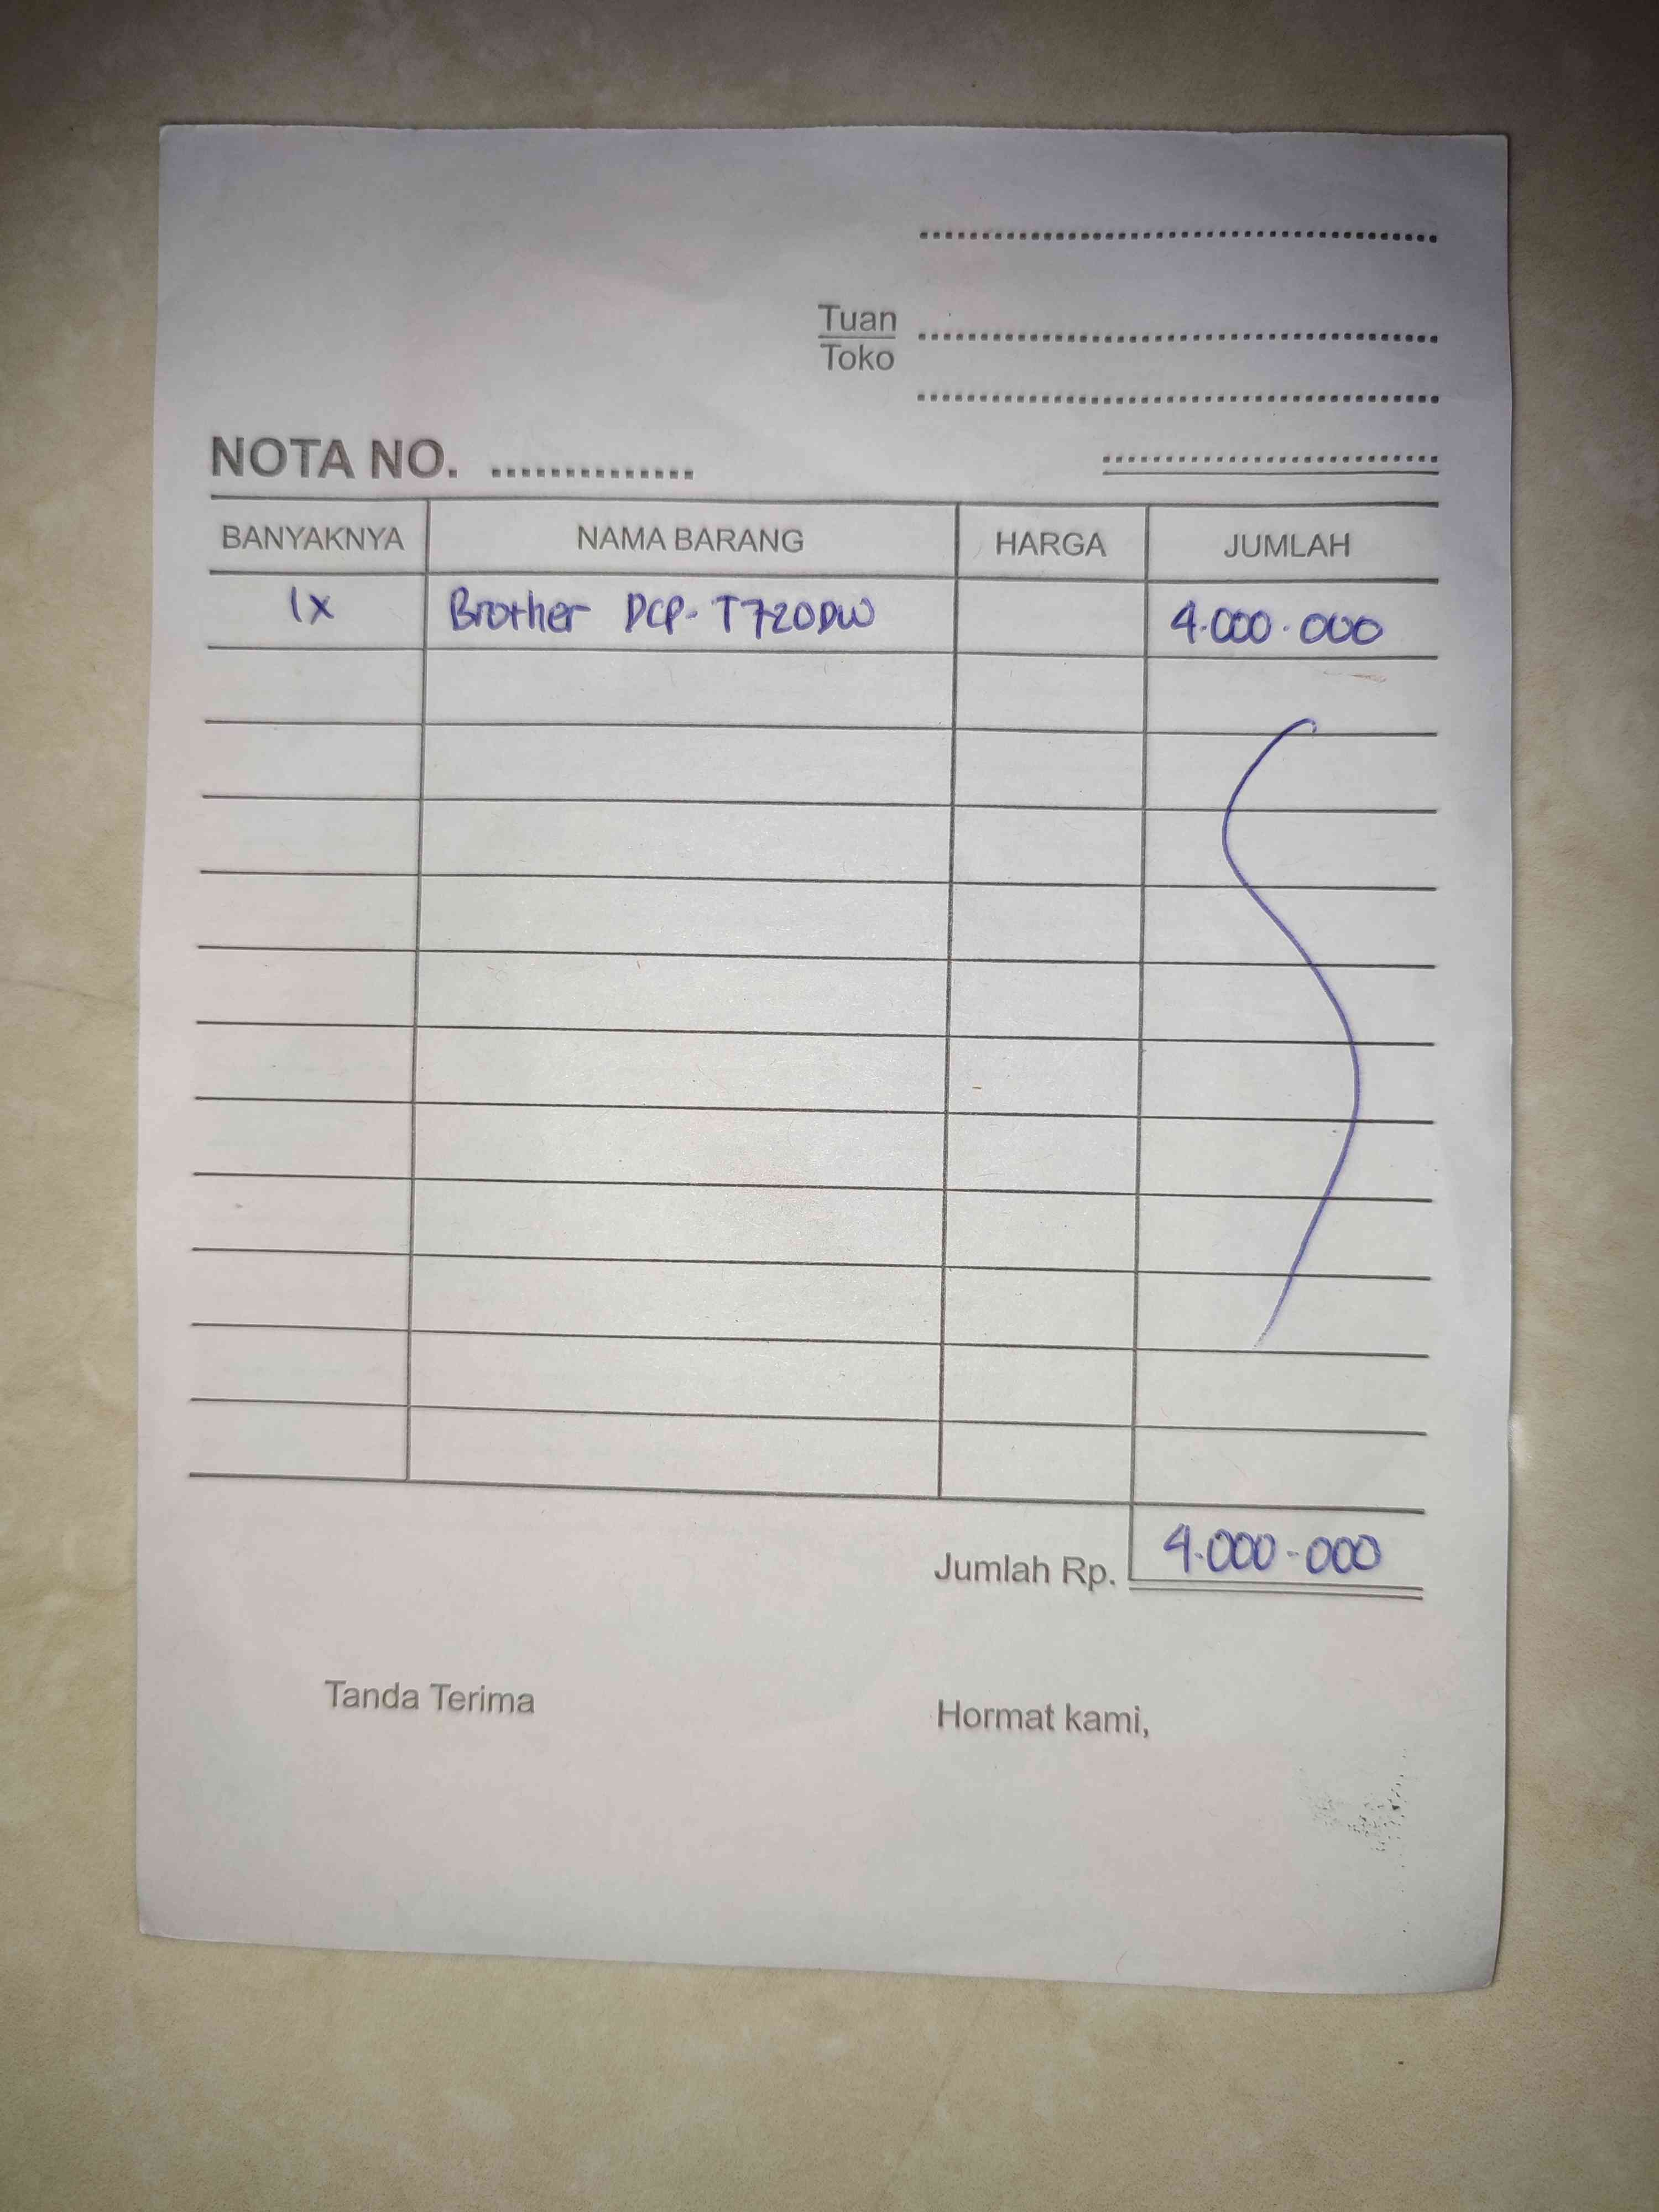 Tuan
Toko
NOTA NO. ..............
BANYAKNYA NAMA BARANG HARGA JUMLAH
1x Brother DCP-T720DW 4.000.000
Jumlah Rp. 4.000.000
Tanda Terima Hormat kami,